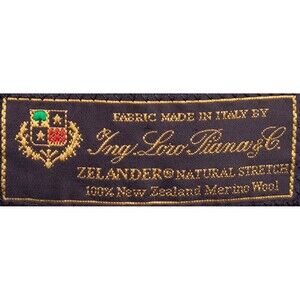 FABRIC MADE IN ITALY BY
Ing. Loro Piana & C.
ZELANDER® NATURAL STRETCH
100% New Zealand Merino Wool